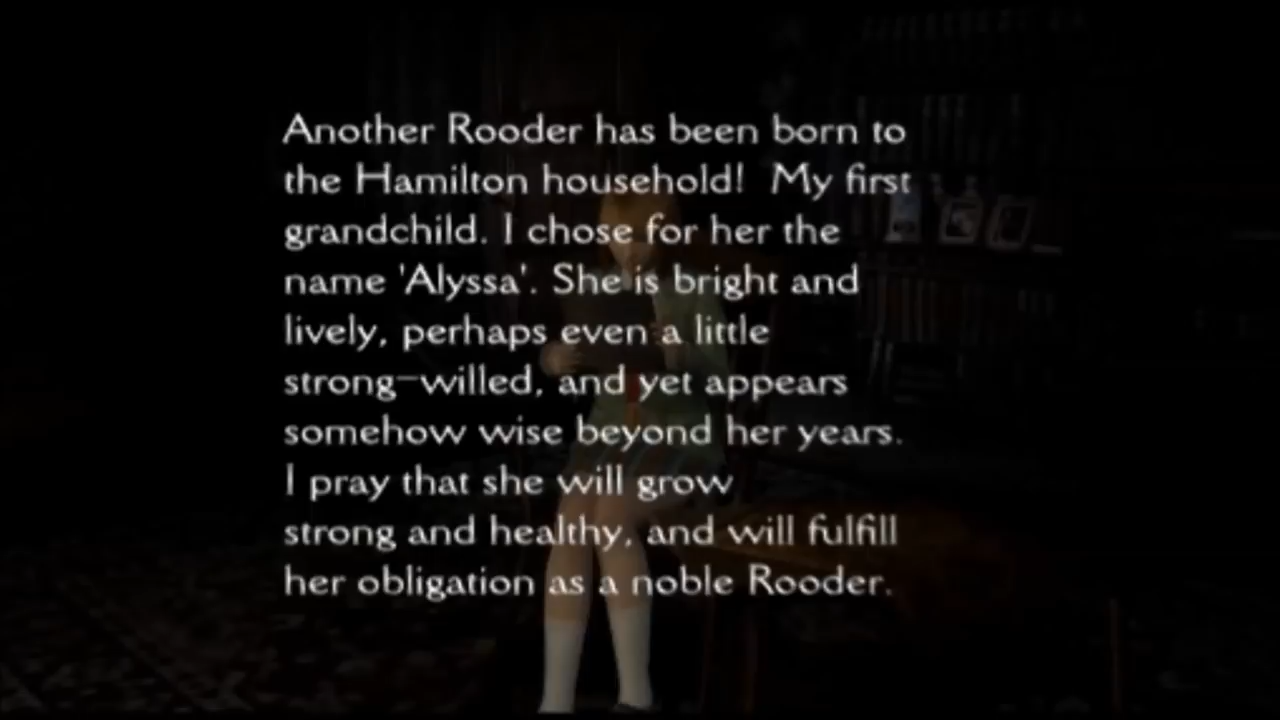 Another Rooder has been born to
the Hamilton household!  My first
grandchild. I chose for her the
name 'Alyssa'. She is bright and
lively, perhaps even a little
strong-willed, and yet appears
somehow wise beyond her years.
I pray that she will grow
strong and healthy, and will fulfill
her obligation as a noble Rooder.